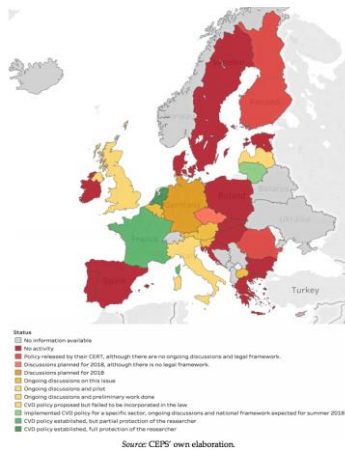 Finland
Poland
Belarus
Germany
Ukraine
France
Spain
Turkey
Status
No information available
No activity
Policy released by their CERT, although there are no ongoing discussions and legal framework.
Discussions planned for 2018, although there is no legal framework.
Discussions planned for 2018
Ongoing discussions on this issue
Ongoing discussions and pilot
Ongoing discussions and preliminary work done
CVD policy proposed but failed to be incorporated in the law
Implemented CVD policy for a specific sector, ongoing discussions and national framework expected for summer 2018
CVD policy established, but partial protection of the researcher
CVD policy established, full protection of the researcher
Source: CEPS' own elaboration.